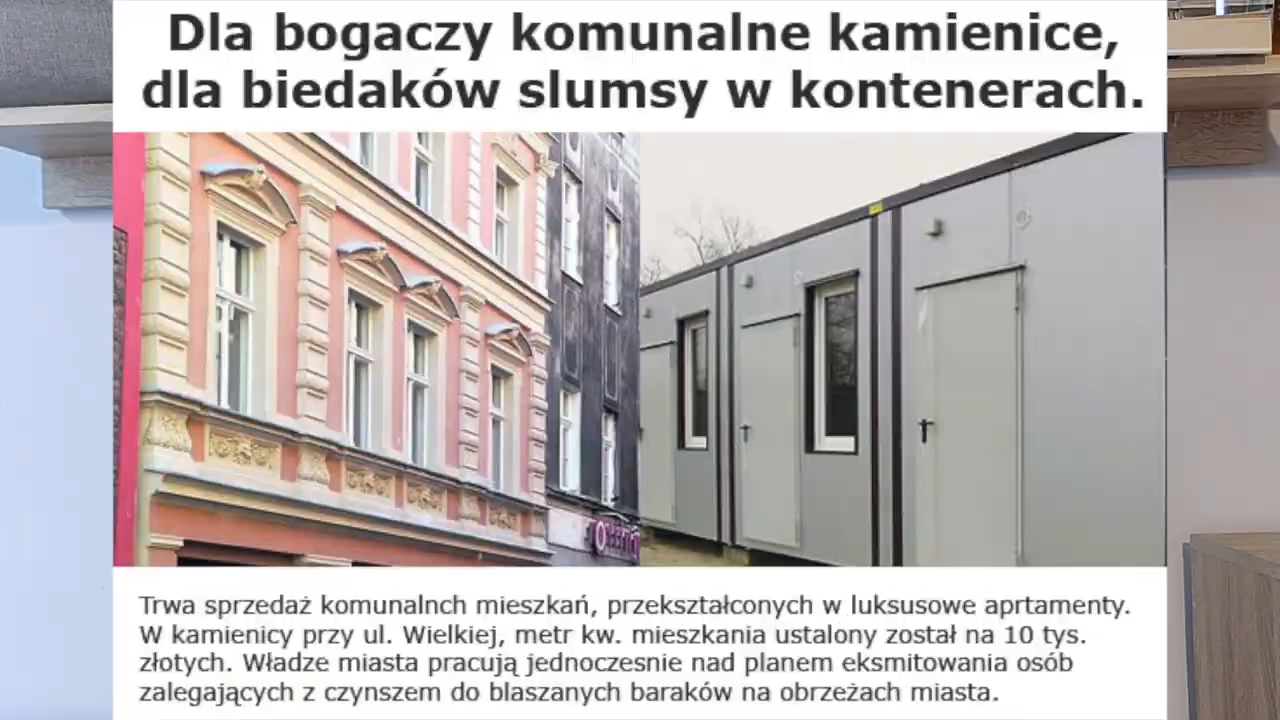 Dla bogaczy komunalne kamienice,
dla biedaków slumsy w kontenerach.
Trwa sprzedaż komunalnch mieszkań, przekształconych w luksusowe aprtamenty.
W kamienicy przy ul. Wielkiej, metr kw. mieszkania ustalony został na 10 tys.
złotych. Władze miasta pracują jednoczesnie nad planem eksmitowania osób
zalegających z czynszem do blaszanych baraków na obrzeżach miasta.